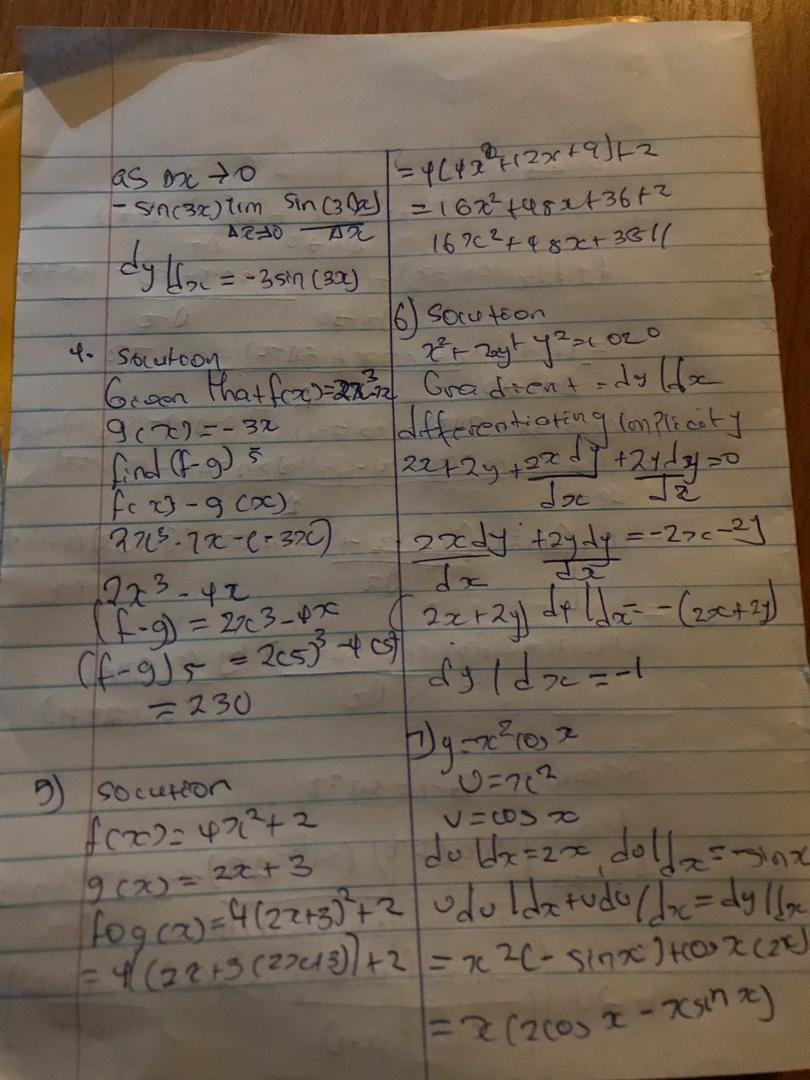 as Δx → 0
-sin(3x) lim sin(3Δx)
Δx→0 Δx
dy/dx = -3sin(3x)
4. Solution
Given that f(x) = 2x³-7x
g(x) = -3x
find (f-g) 5
f(x) - g(x)
2x³ - 7x - (-3x)
2x³ - 4x
(f-g) = 2x³ - 4x
(f-g) 5 = 2(5)³ - 4(5)
= 230
5) Solution
f(x) = 4x² + 2
g(x) = 2x + 3
fog(x) = 4(2x+3)² + 2
= 4(2x+3(2x+3)) + 2
= 4(4x²+12x+9)+2
= 16x²+48x+36+2
16x²+48x+38//
6) Solution
x² + 2xy + y² =
Gradient = dy/dx
differentiating implicitly
2x + 2y + 2x dy/dx + 2y dy/dx = 0
2x dy/dx + 2y dy/dx = -2x - 2y
(2x + 2y) dy/dx = -(2x+2y)
dy/dx = -1
7) y = x² cos x
u = x²
v = cos x
du/dx = 2x, dv/dx = -sin x
udv/dx + vdu/dx = dy/dx
= x²(-sin x) + cos x (2x)
= x (2cos x - x sin x)